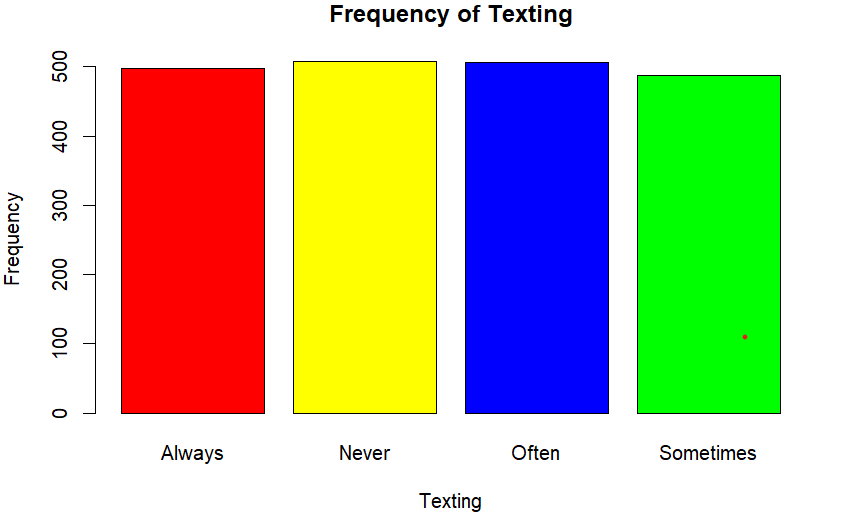 Frequency of Texting
Frequency
500
400
300
200
100
0
Always Never Often Sometimes
Texting